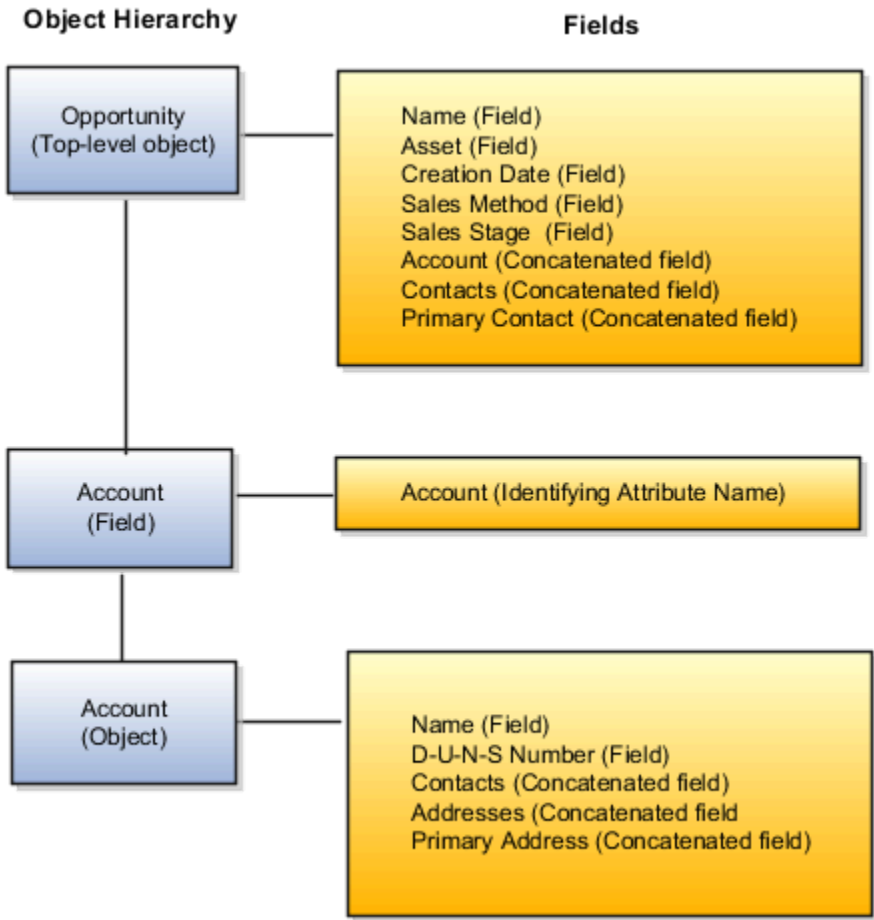 Object Hierarchy
Fields
Opportunity
(Top-level object)
Name (Field)
Asset (Field)
Creation Date (Field)
Sales Method (Field)
Sales Stage  (Field)
Account (Concatenated field)
Contacts (Concatenated field)
Primary Contact (Concatenated field)
Account
(Field)
Account (Identifying Attribute Name)
Account
(Object)
Name (Field)
D-U-N-S Number (Field)
Contacts (Concatenated field)
Addresses (Concatenated field
Primary Address (Concatenated field)